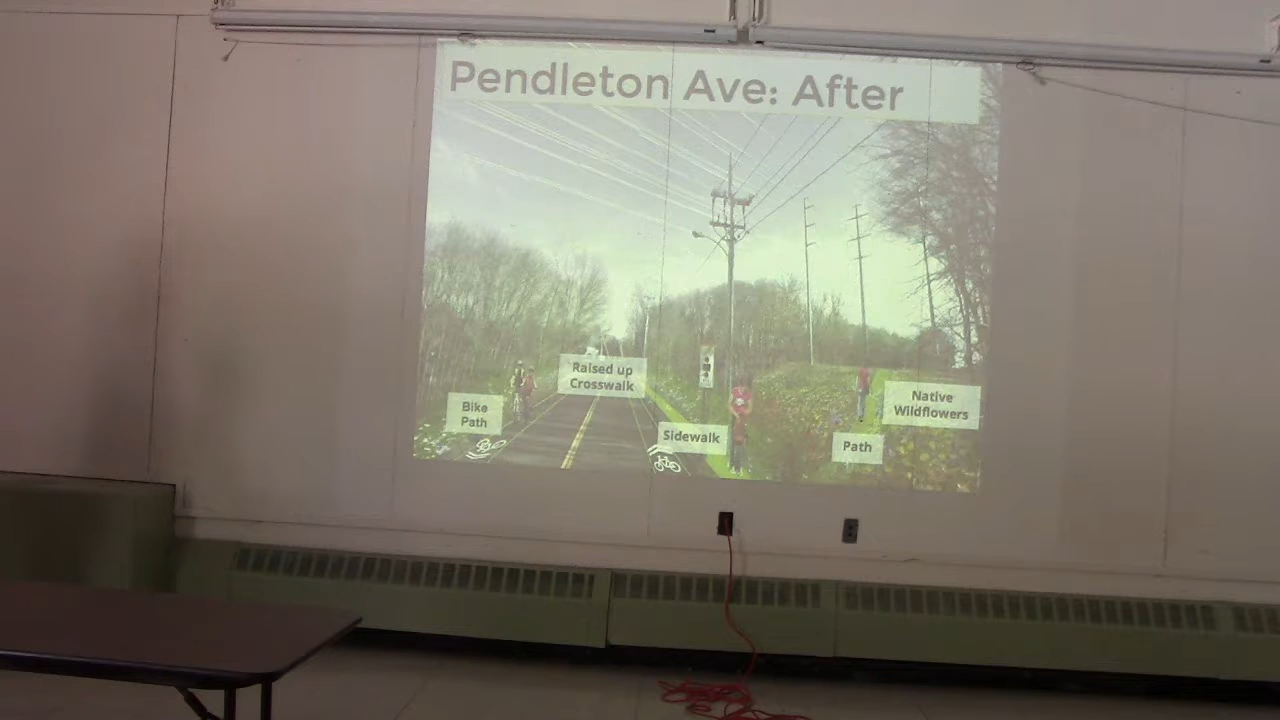 Pendleton Ave: After
Raised up
Crosswalk
Bike
Path
Sidewalk
Native
Wildflowers
Path